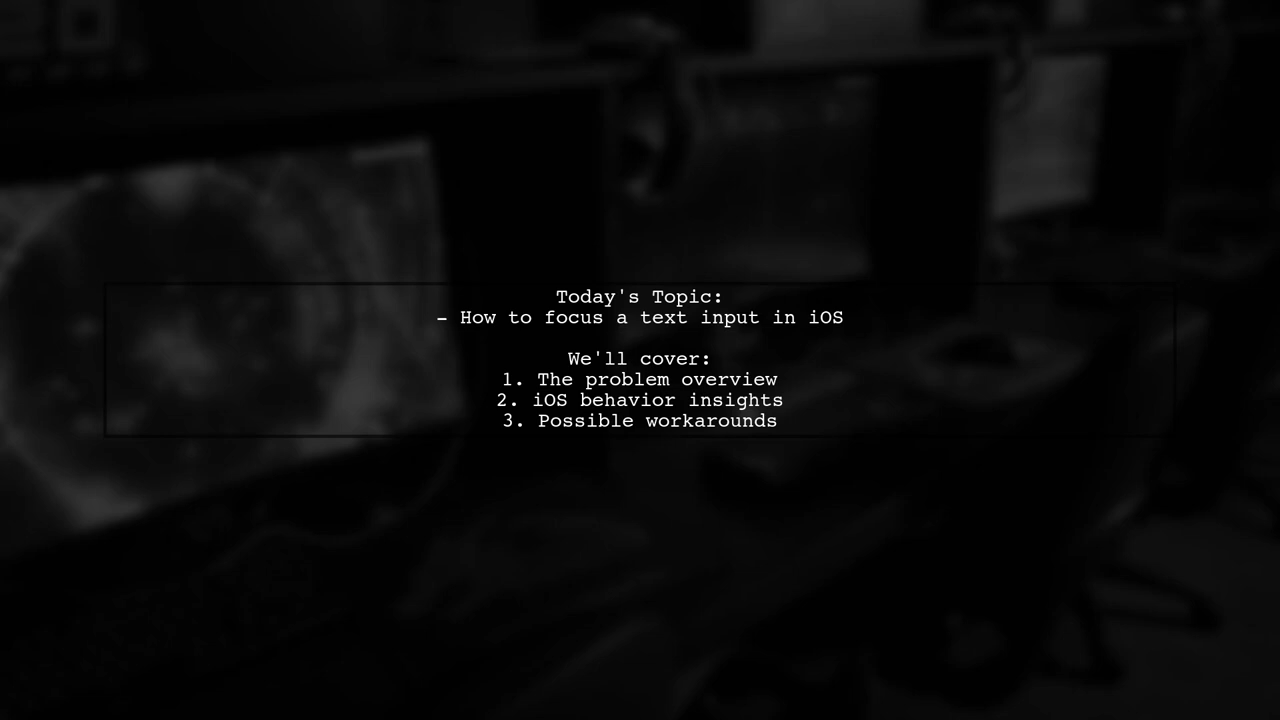 Today's Topic:
– How to focus a text input in iOS
We'll cover:
1. The problem overview
2. iOS behavior insights
3. Possible workarounds